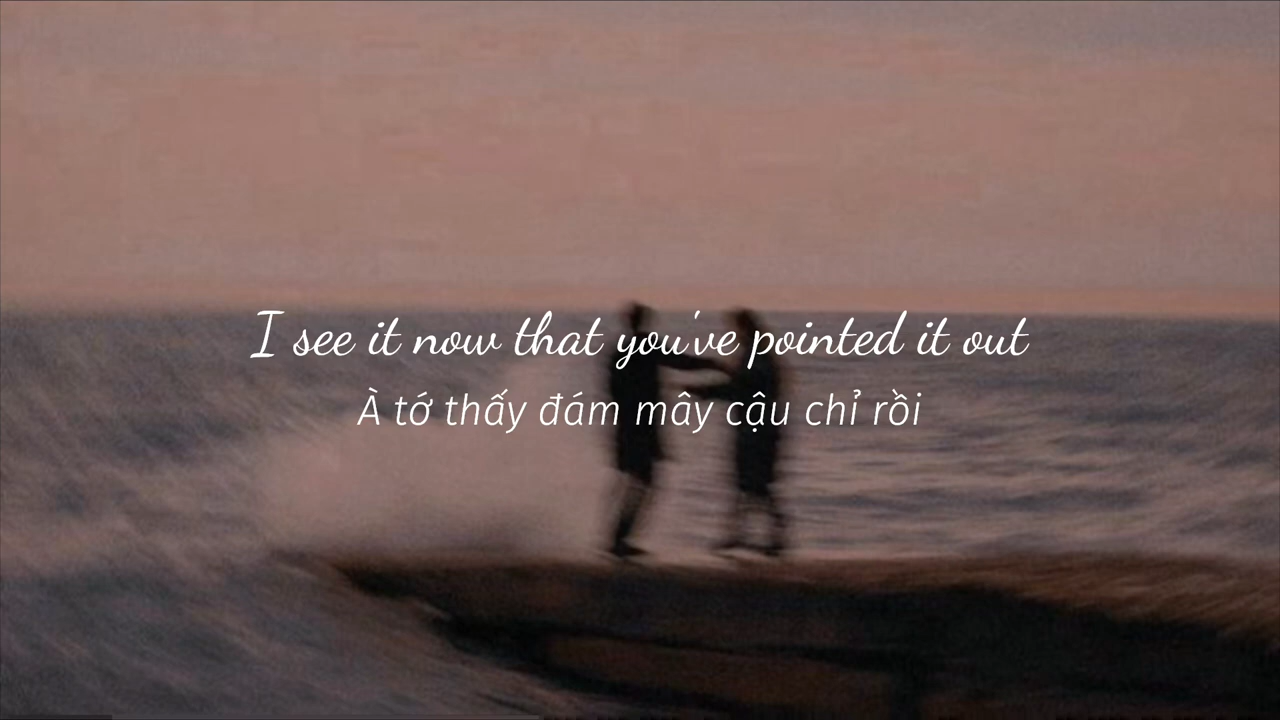 I see it now that you've pointed it out
À tớ thấy đám mây cậu chỉ rồi